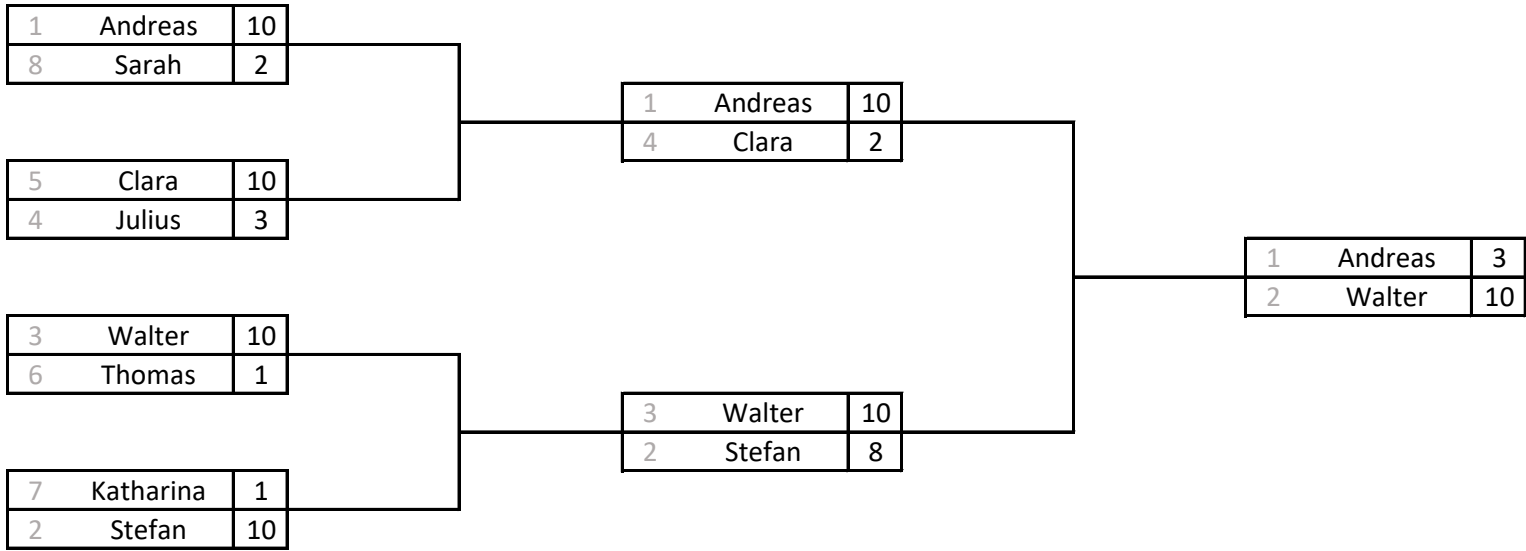 1 Andreas 10
8 Sarah 2
5 Clara 10
4 Julius 3
3 Walter 10
6 Thomas 1
7 Katharina 1
2 Stefan 10
1 Andreas 10
4 Clara 2
3 Walter 10
2 Stefan 8
1 Andreas 3
2 Walter 10